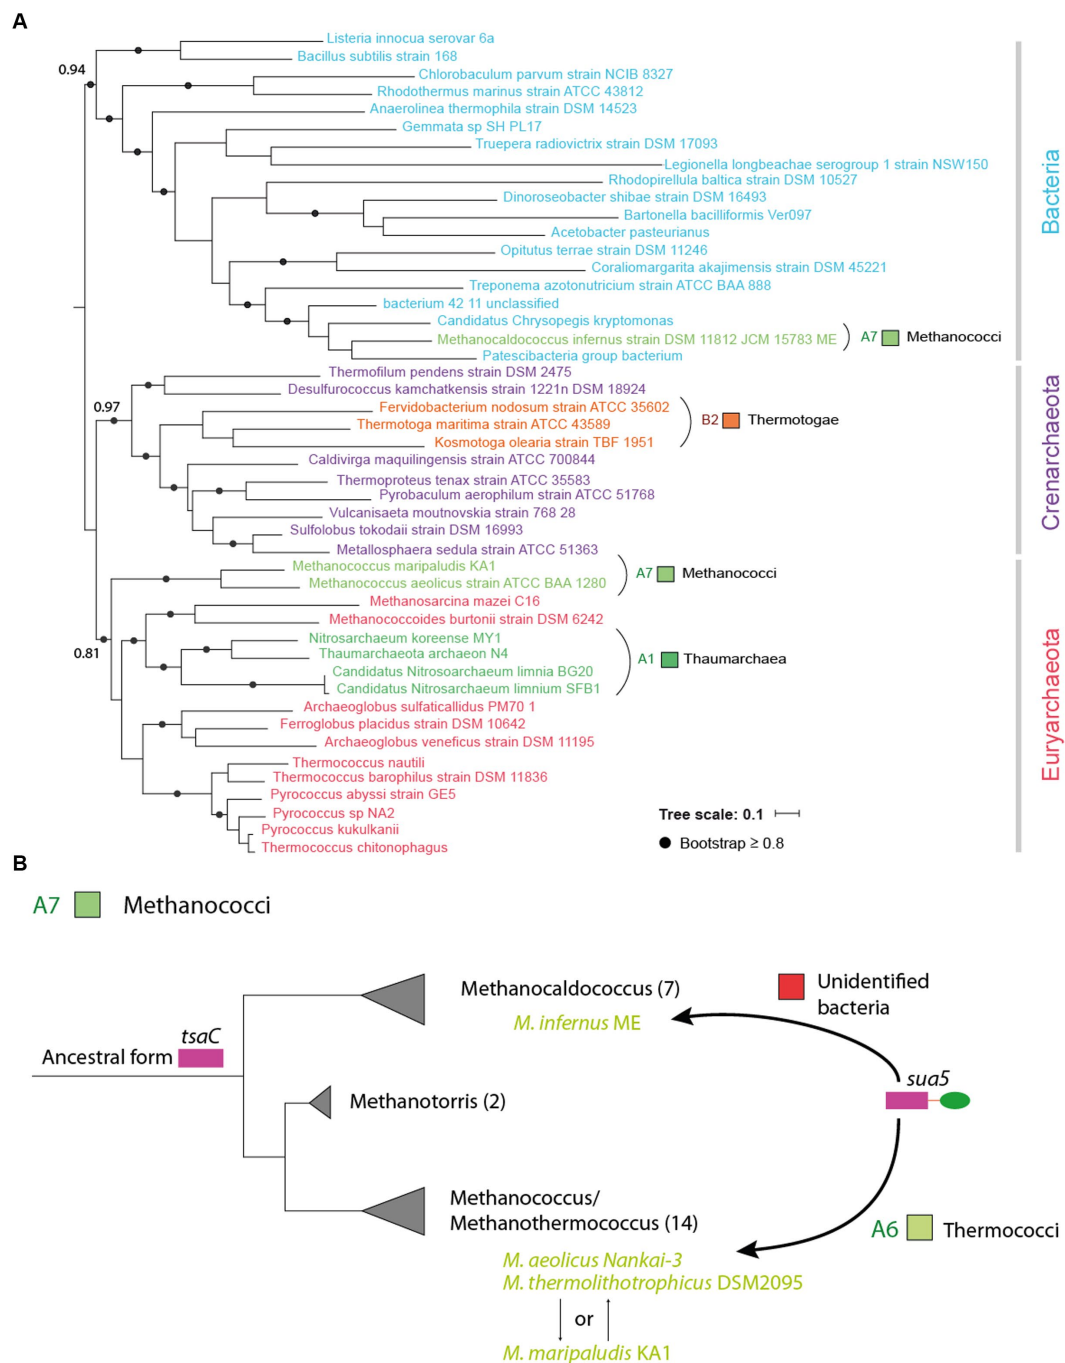 A
Listeria innocua serovar 6a
Bacillus subtilis strain 168
0.94
Chlorobaculum parvum strain NCIB 8327
Rhodothermus marinus strain ATCC 43812
Anaerolinea thermophila strain DSM 14523
Gemmata sp SH PL17
Truepera radiovictrix strain DSM 17093
Legionella longbeachae serogroup 1 strain NSW150
Rhodopirellula baltica strain DSM 10527
Dinoroseobacter shibae strain DSM 16493
Bartonella bacilliformis Ver097
Acetobacter pasteurianus
Opitutus terrae strain DSM 11246
Coraliomargarita akajimensis strain DSM 45221
Treponema azotonutricium strain ATCC BAA 888
bacterium 42 11 unclassified
Candidatus Chrysopegis kryptomonas
Methanocaldococcus infernus strain DSM 11812 JCM 15783 ME
A7 Methanococci
Patescibacteria group bacterium
Bacteria
Thermofilum pendens strain DSM 2475
Desulfurococcus kamchatkensis strain 1221n DSM 18924
0.97
Fervidobacterium nodosum strain ATCC 35602
Thermotoga maritima strain ATCC 43589
B2 Thermotogae
Kosmotoga olearia strain TBF 1951
Caldivirga maquilingensis strain ATCC 700844
Thermoproteus tenax strain ATCC 35583
Pyrobaculum aerophilum strain ATCC 51768
Vulcanisaeta moutnovskia strain 768 28
Sulfolobus tokodaii strain DSM 16993
Metallosphaera sedula strain ATCC 51363
Crenarchaeota
Methanococcus maripaludis KA1
A7 Methanococci
Methanococcus aeolicus strain ATCC BAA 1280
Methanosarcina mazei C16
Methanococcoides burtonii strain DSM 6242
0.81
Nitrosarchaeum koreense MY1
Thaumarchaeota archaeon N4
A1 Thaumarchaea
Candidatus Nitrosoarchaeum limnia BG20
Candidatus Nitrosarchaeum limnium SFB1
Archaeoglobus sulfaticallidus PM70 1
Ferroglobus placidus strain DSM 10642
Archaeoglobus veneficus strain DSM 11195
Thermococcus nautili
Thermococcus barophilus strain DSM 11836
Pyrococcus abyssi strain GE5
Pyrococcus sp NA2
Pyrococcus kukulkanii
Thermococcus chitonophagus
Euryarchaeota
Tree scale: 0.1
Bootstrap ≥ 0.8
B
A7 Methanococci
Methanocaldococcus (7)
M. infernus ME
Unidentified
bacteria
tsaC
Ancestral form
sua5
Methanotorris (2)
Methanococcus/
Methanothermococcus (14)
A6 Thermococci
M. aeolicus Nankai-3
M. thermolithotrophicus DSM2095
or
M. maripaludis KA1